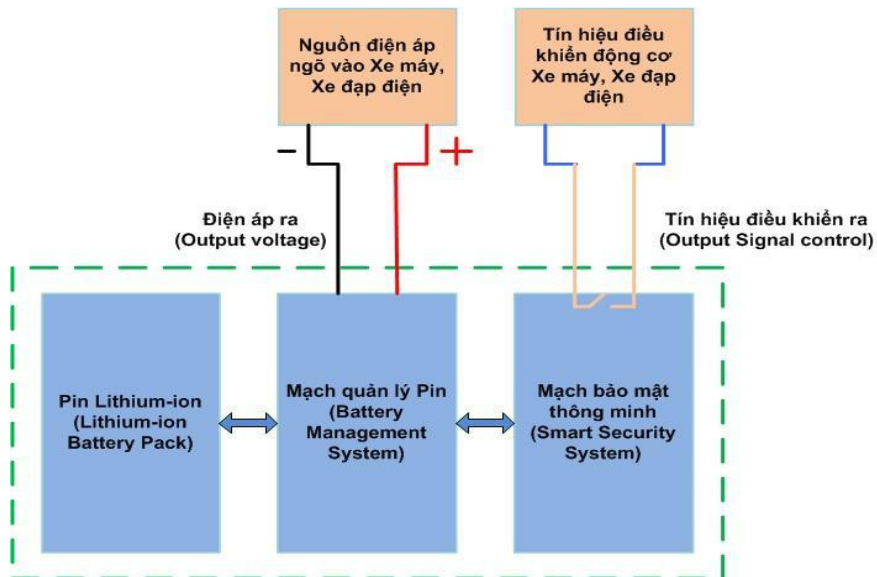 Nguồn điện áp
ngõ vào Xe máy,
Xe đạp điện
Tín hiệu điều
khiển động cơ
Xe máy, Xe đạp
điện
Điện áp ra
(Output voltage)
Tín hiệu điều khiển ra
(Output Signal control)
Pin Lithium-ion
(Lithium-ion
Battery Pack)
Mạch quản lý Pin
(Battery
Management
System)
Mạch bảo mật
thông minh
(Smart Security
System)